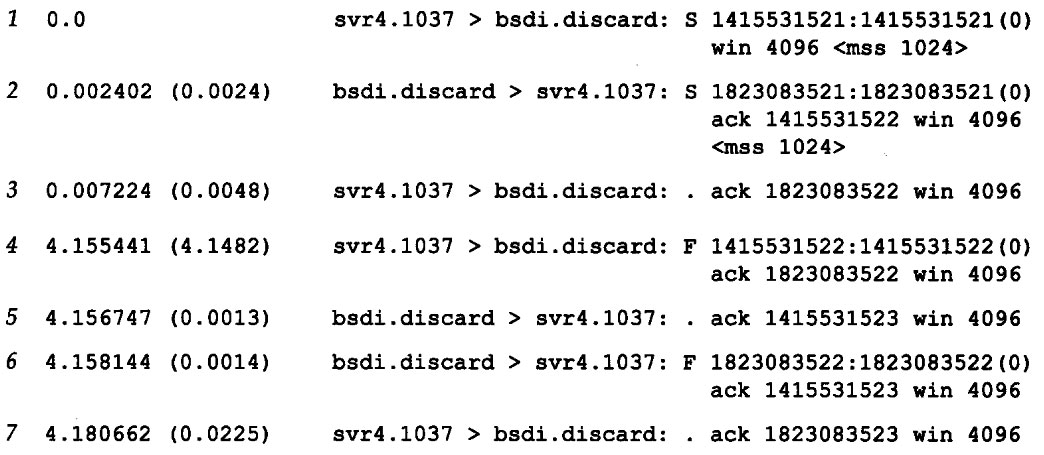 1 0.0 svr4.1037 > bsdi.discard: S 1415531521:1415531521(0)
win 4096 <mss 1024>
2 0.002402 (0.0024) bsdi.discard > svr4.1037: S 1823083521:1823083521(0)
ack 1415531522 win 4096
<mss 1024>
3 0.007224 (0.0048) svr4.1037 > bsdi.discard: . ack 1823083522 win 4096
4 4.155441 (4.1482) svr4.1037 > bsdi.discard: F 1415531522:1415531522(0)
ack 1823083522 win 4096
5 4.156747 (0.0013) bsdi.discard > svr4.1037: . ack 1415531523 win 4096
6 4.158144 (0.0014) bsdi.discard > svr4.1037: F 1823083522:1823083522(0)
ack 1415531523 win 4096
7 4.180662 (0.0225) svr4.1037 > bsdi.discard: . ack 1823083523 win 4096